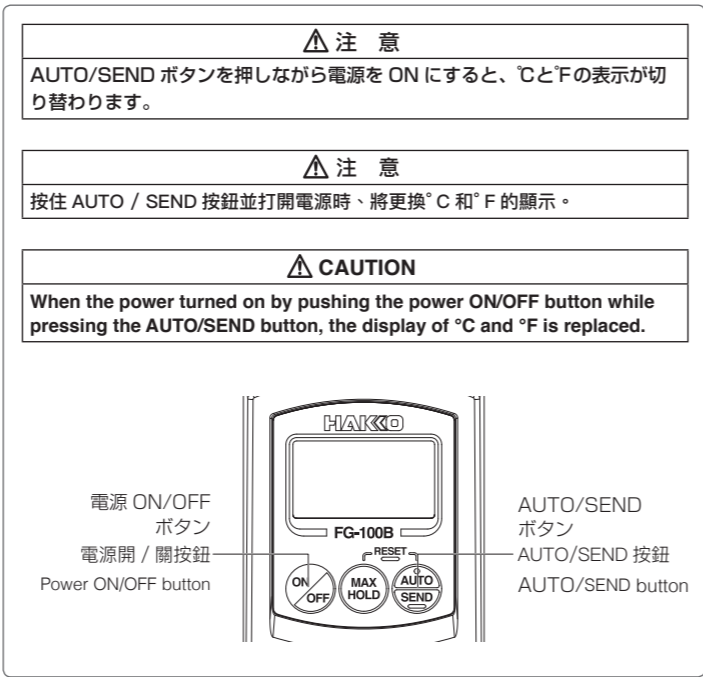 ⚠ 注 意
AUTO/SEND ボタンを押しながら電源を ON にすると、℃と℉の表示が切
り替わります。
⚠ 注 意
按住 AUTO / SEND 按鈕並打開電源時、將更換° C 和° F 的顯示。
⚠ CAUTION
When the power turned on by pushing the power ON/OFF button while
pressing the AUTO/SEND button, the display of °C and °F is replaced.
HAKKO
電源 ON/OFF
ボタン
電源開 / 關按鈕
Power ON/OFF button
FG-100B
RESET
ON/OFF
MAX
HOLD
AUTO
SEND
AUTO/SEND
ボタン
AUTO/SEND 按鈕
AUTO/SEND button